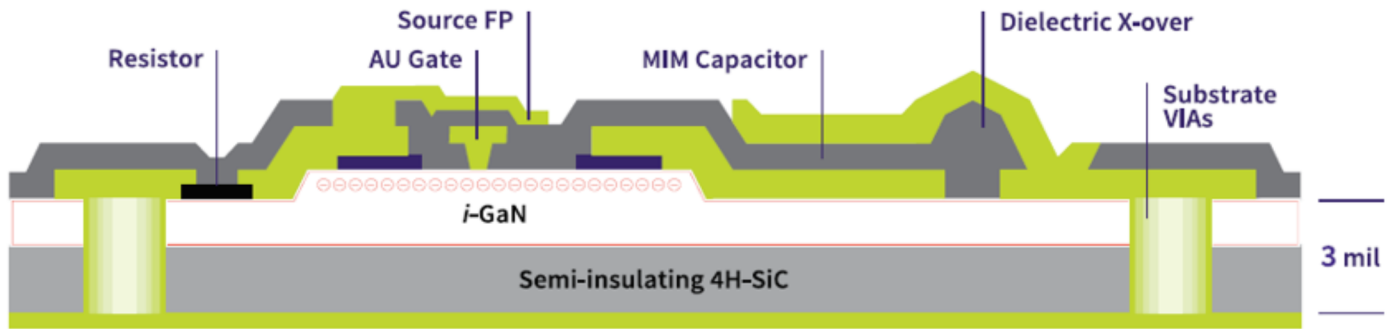 Source FP
Dielectric X-over
Resistor
AU Gate
MIM Capacitor
Substrate
VIAs
i-GaN
3 mil
Semi-insulating 4H-SiC